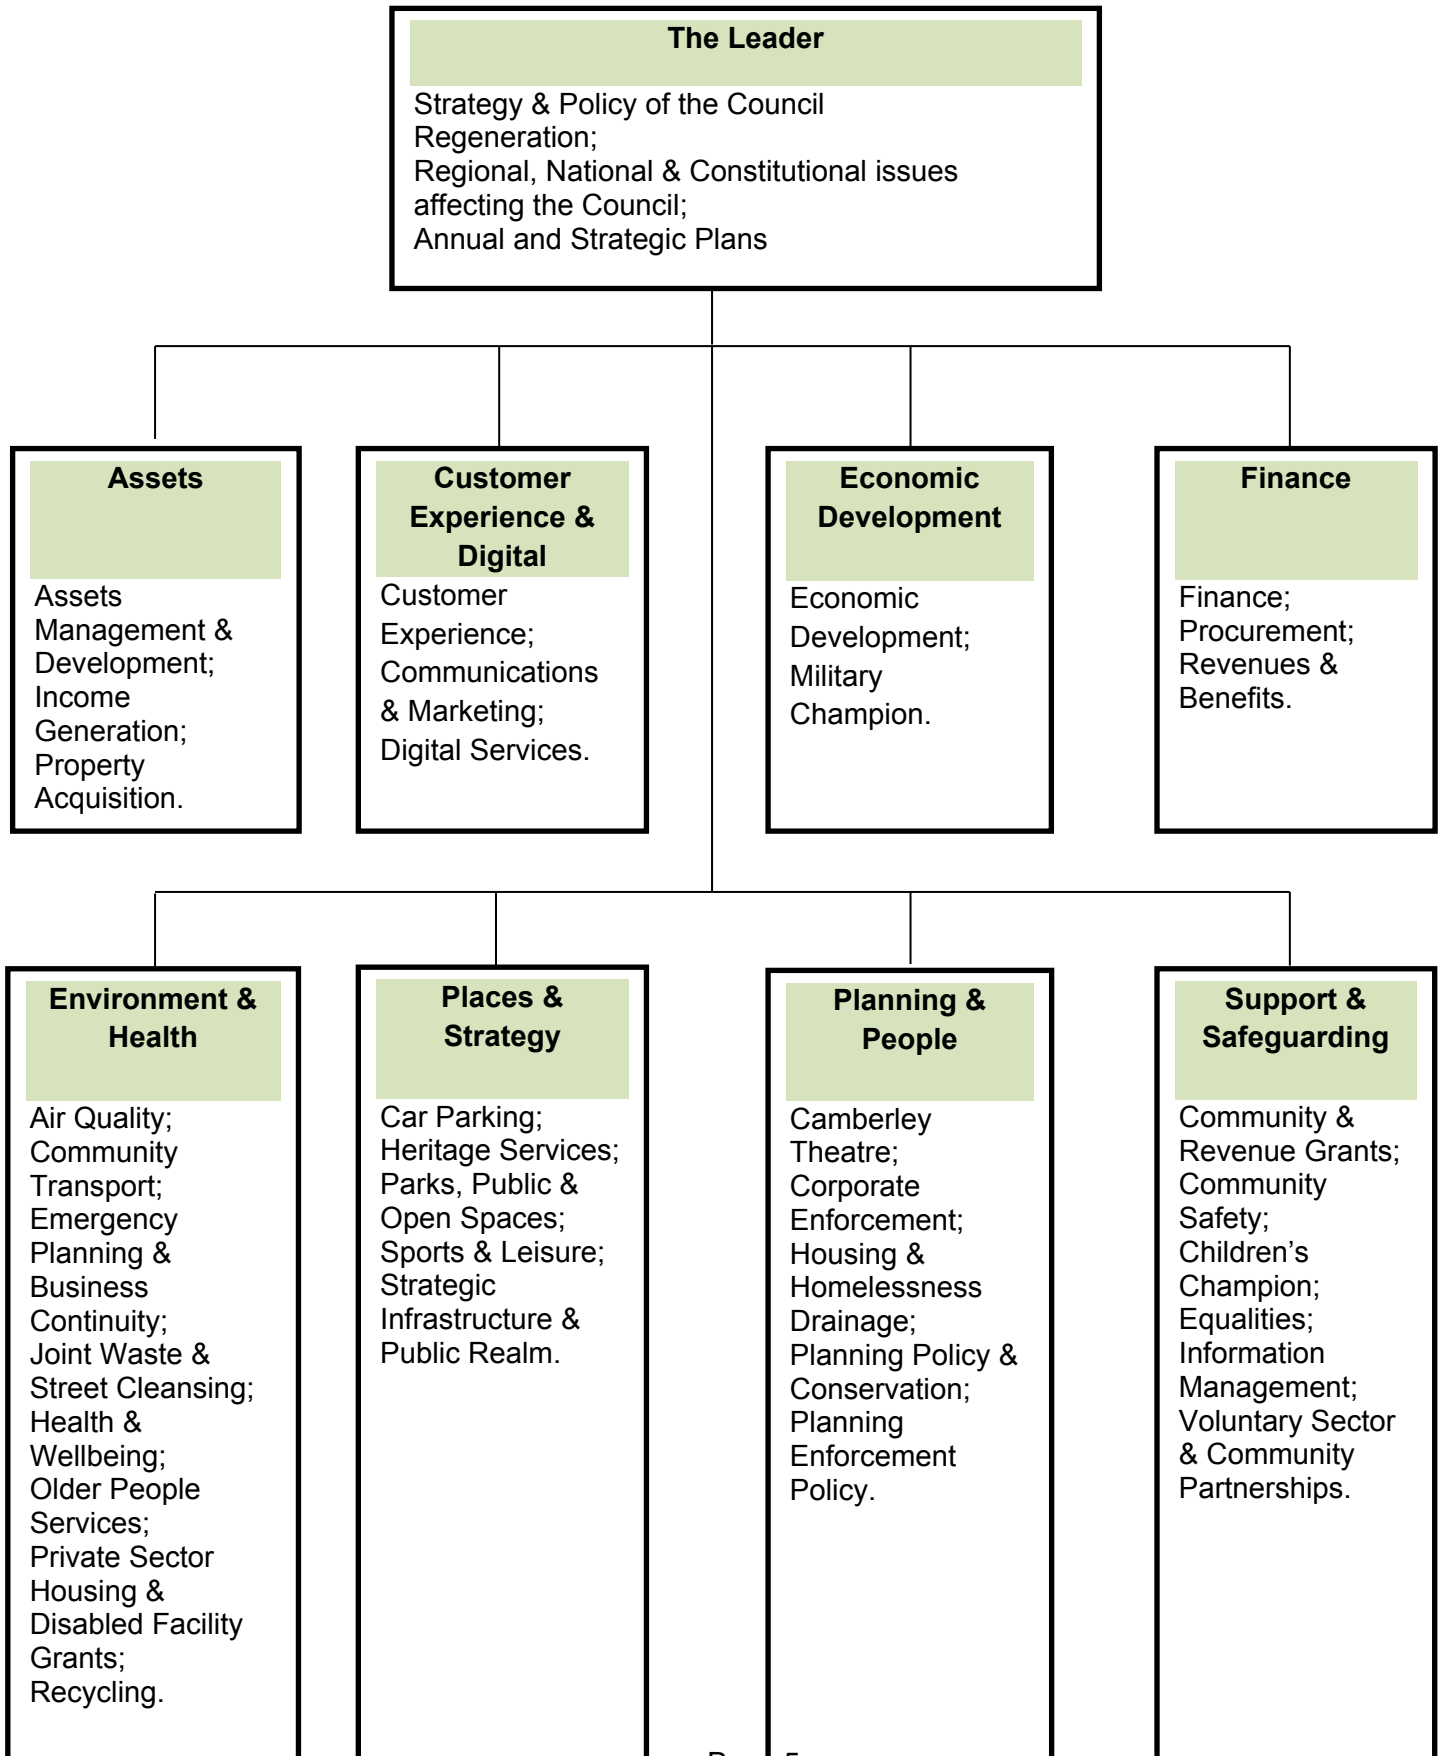 The Leader
Strategy & Policy of the Council
Regeneration;
Regional, National & Constitutional issues
affecting the Council;
Annual and Strategic Plans
Assets
Assets
Management &
Development;
Income
Generation;
Property
Acquisition.
Customer
Experience &
Digital
Customer
Experience;
Communications
& Marketing;
Digital Services.
Economic
Development
Economic
Development;
Military
Champion.
Finance
Finance;
Procurement;
Revenues &
Benefits.
Environment &
Health
Air Quality;
Community
Transport;
Emergency
Planning &
Business
Continuity;
Joint Waste &
Street Cleansing;
Health &
Wellbeing;
Older People
Services;
Private Sector
Housing &
Disabled Facility
Grants;
Recycling.
Places &
Strategy
Car Parking;
Heritage Services;
Parks, Public &
Open Spaces;
Sports & Leisure;
Strategic
Infrastructure &
Public Realm.
Planning &
People
Camberley
Theatre;
Corporate
Enforcement;
Housing &
Homelessness
Drainage;
Planning Policy &
Conservation;
Planning
Enforcement
Policy.
Support &
Safeguarding
Community &
Revenue Grants;
Community
Safety;
Children’s
Champion;
Equalities;
Information
Management;
Voluntary Sector
& Community
Partnerships.